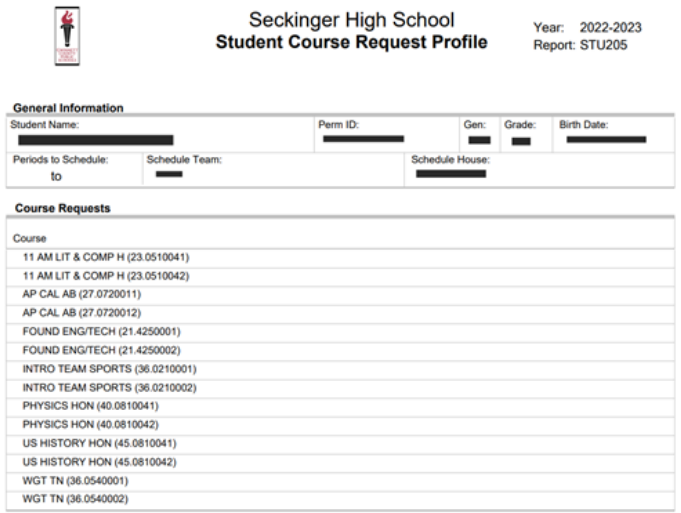 Seckinger High School
Student Course Request Profile
Year: 2022-2023
Report: STU205
General Information
Student Name:
Perm ID:
Gen:
Grade:
Birth Date:
Periods to Schedule:
to
Schedule Team:
Schedule House:
Course Requests
Course
11 AM LIT & COMP H (23.0510041)
11 AM LIT & COMP H (23.0510042)
AP CAL AB (27.0720011)
AP CAL AB (27.0720012)
FOUND ENG/TECH (21.4250001)
FOUND ENG/TECH (21.4250002)
INTRO TEAM SPORTS (36.0210001)
INTRO TEAM SPORTS (36.0210002)
PHYSICS HON (40.0810041)
PHYSICS HON (40.0810042)
US HISTORY HON (45.0810041)
US HISTORY HON (45.0810042)
WGT TN (36.0540001)
WGT TN (36.0540002)